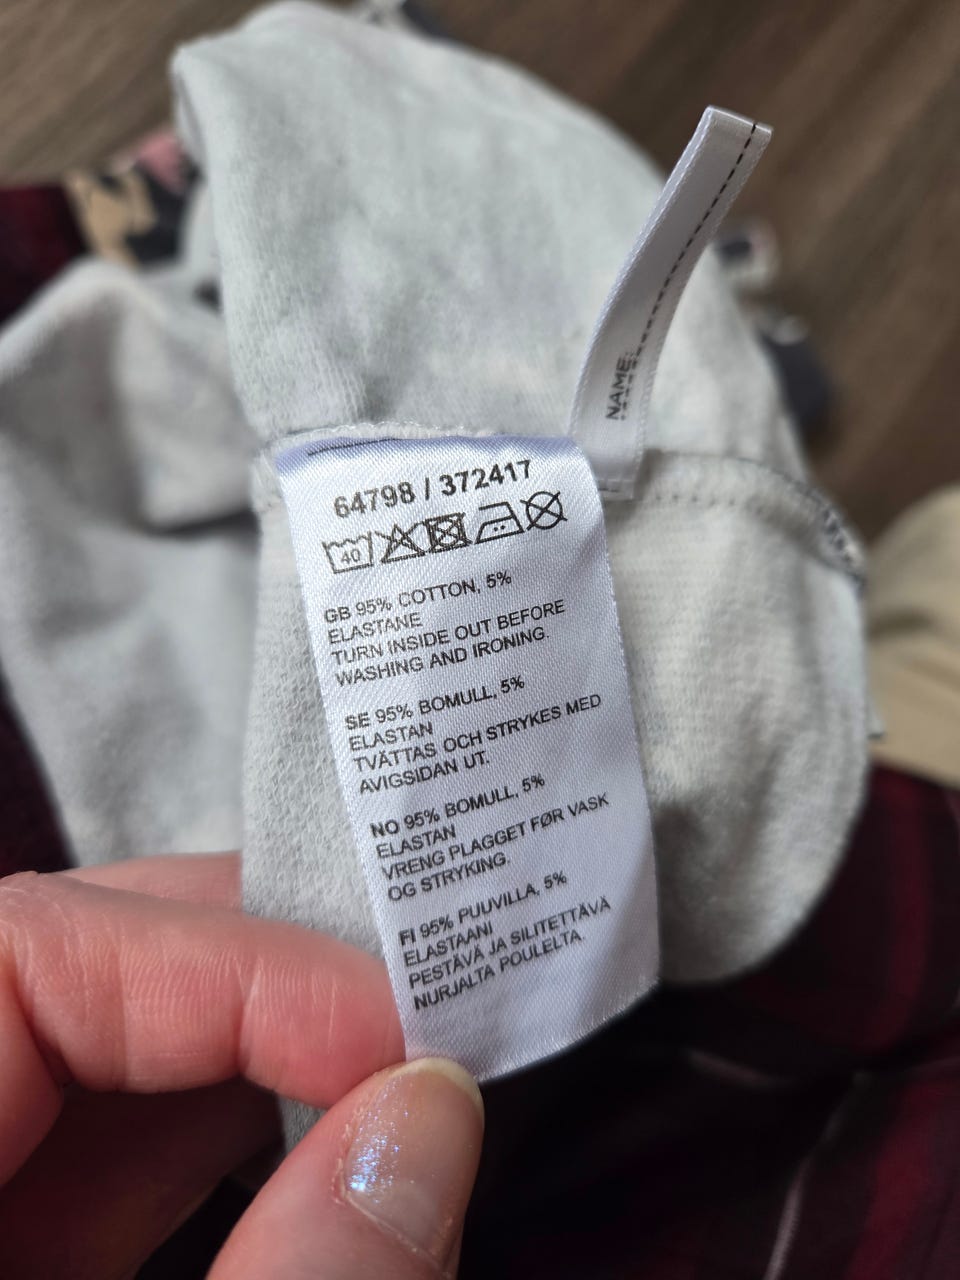 NAME:
64798 / 372417
40
GB 95% COTTON, 5%
ELASTANE
TURN INSIDE OUT BEFORE
WASHING AND IRONING.
SE 95% BOMULL, 5%
ELASTAN
TVÄTTAS OCH STRYKES MED
AVIGSIDAN UT.
NO 95% BOMULL, 5%
ELASTAN
VRENG PLAGGET FØR VASK
OG STRYKING.
FI 95% PUUVILLA, 5%
ELASTAANI
PESTÄVÄ JA SILITETTÄVÄ
NURJALTA POULELTA.